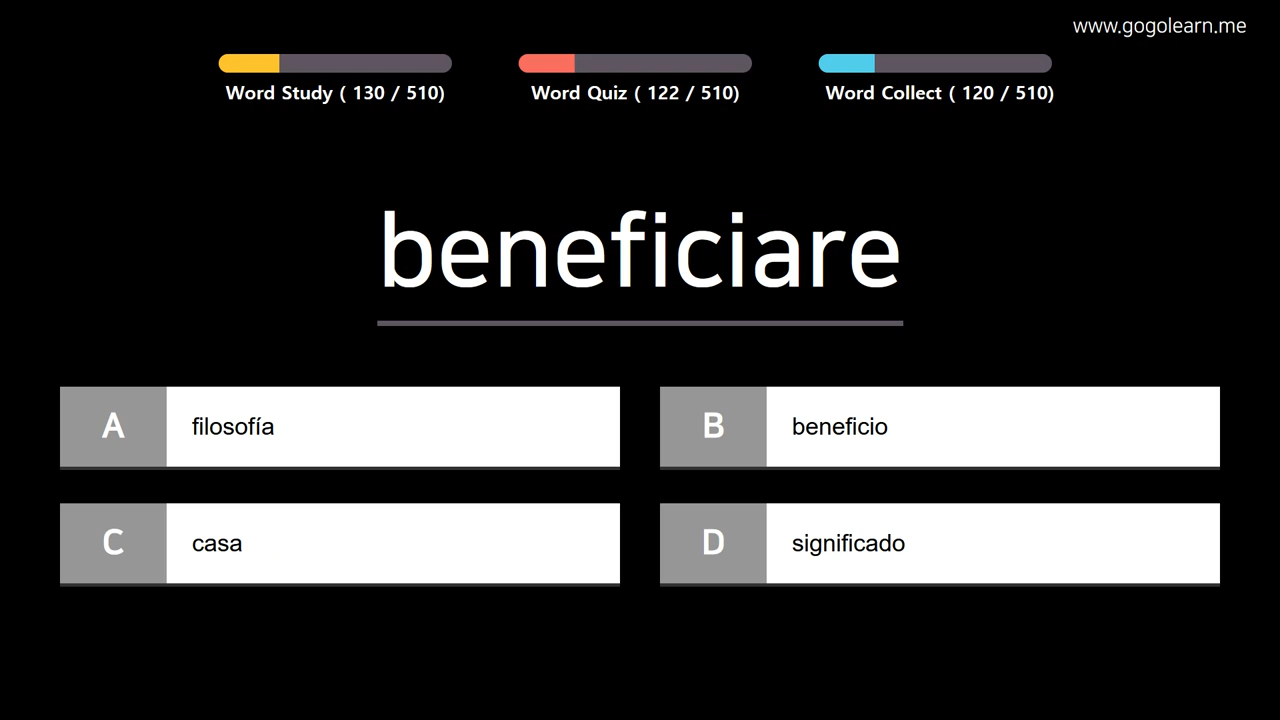 www.gogolearn.me
Word Study ( 130 / 510)
Word Quiz ( 122 / 510)
Word Collect ( 120 / 510)
beneficiare
A filosofía
B beneficio
C casa
D significado